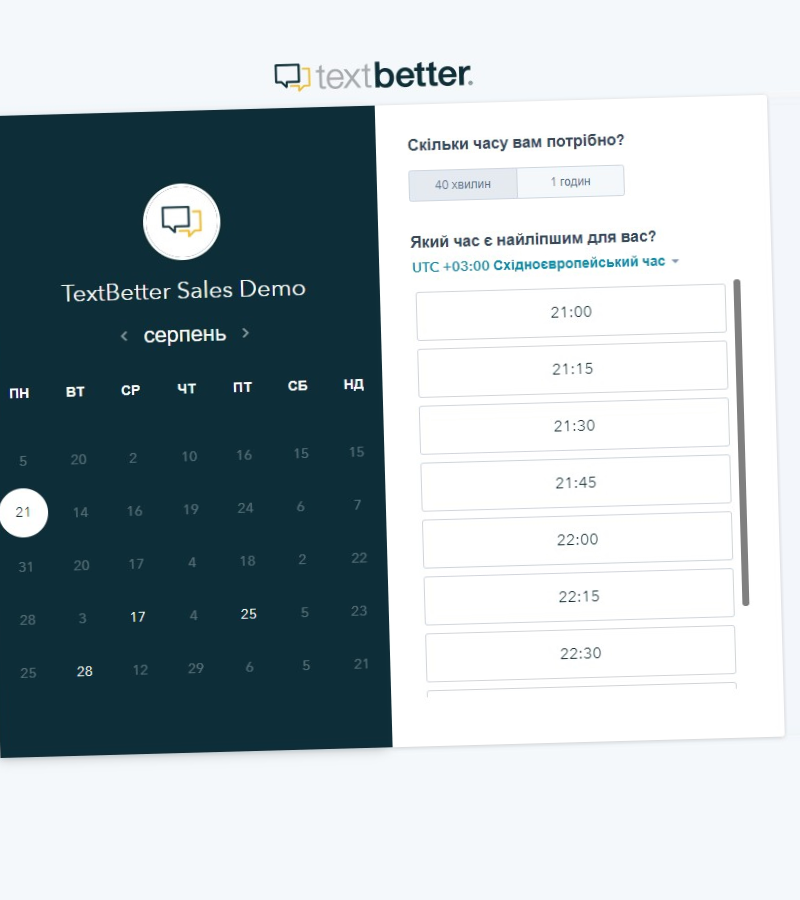 textbetter.
TextBetter Sales Demo
серпень
ПН ВТ СР ЧТ ПТ СБ НД
5 20 2 10 16 15 15
21 14 16 19 24 6 7
31 20 17 4 18 2 22
28 3 17 4 25 5 23
25 28 12 29 6 5 21
Скільки часу вам потрібно?
40 хвилин 1 годин
Який час є найліпшим для вас?
UTC +03:00 Східноєвропейський час
21:00
21:15
21:30
21:45
22:00
22:15
22:30